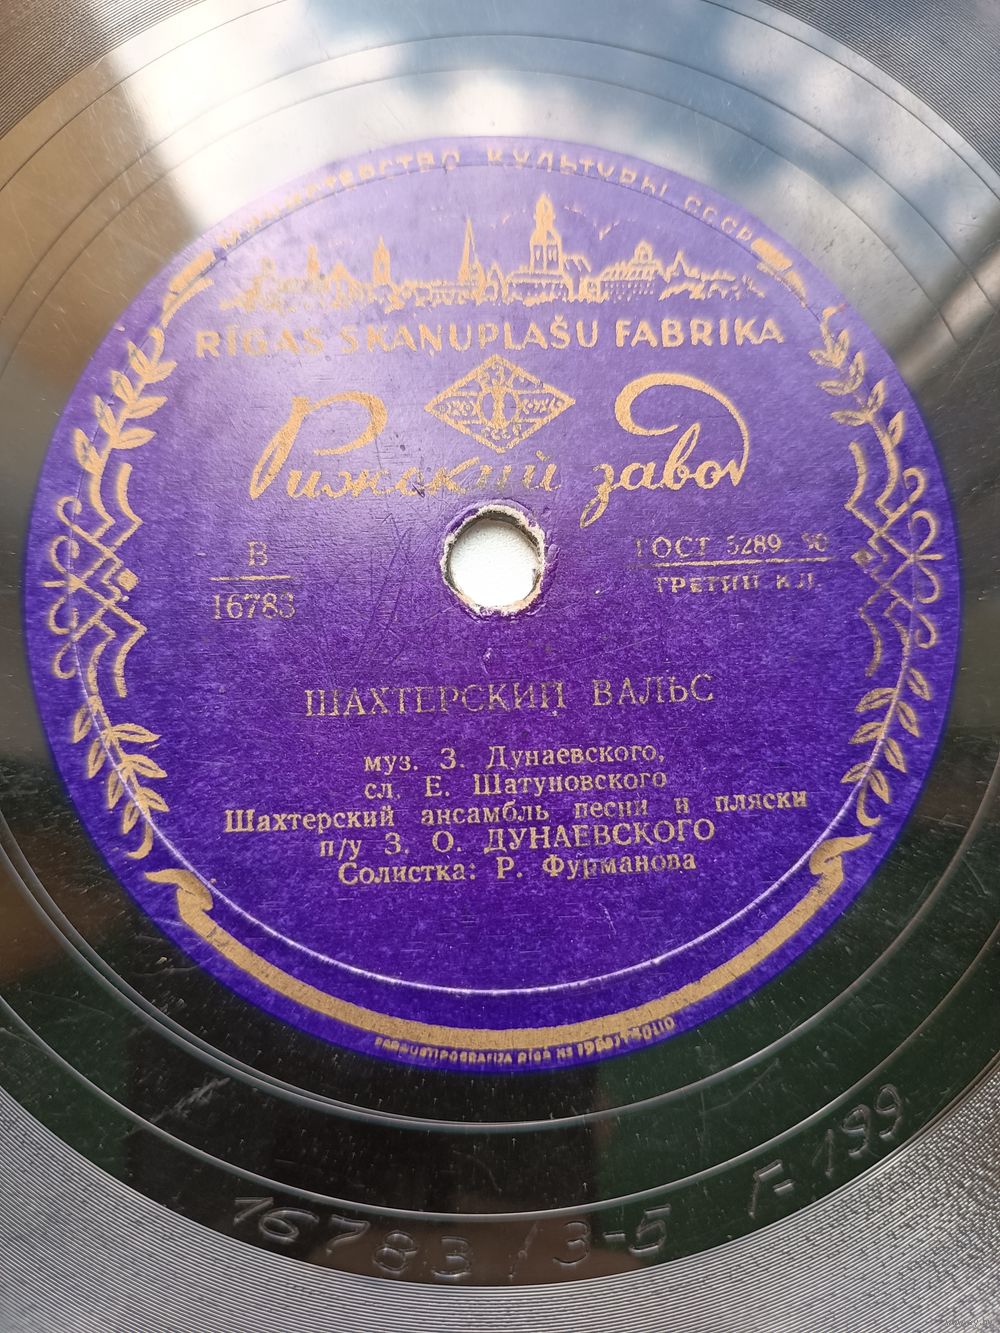 МИНИСТЕРСТВО КУЛЬТУРЫ СССР
RĪGAS SKAŅUPLAŠU FABRIKA
Рижский завод
В
16783
ГОСТ 5289-50
ТРЕТИЙ КЛ.
ШАХТЕРСКИЙ ВАЛЬС
муз. З. Дунаевского,
сл. Е. Шатуновского
Шахтерский ансамбль песни и пляски
п/у З. О. ДУНАЕВСКОГО
Солистка: Р. Фурманова
16783 / 3-5 Г= 199